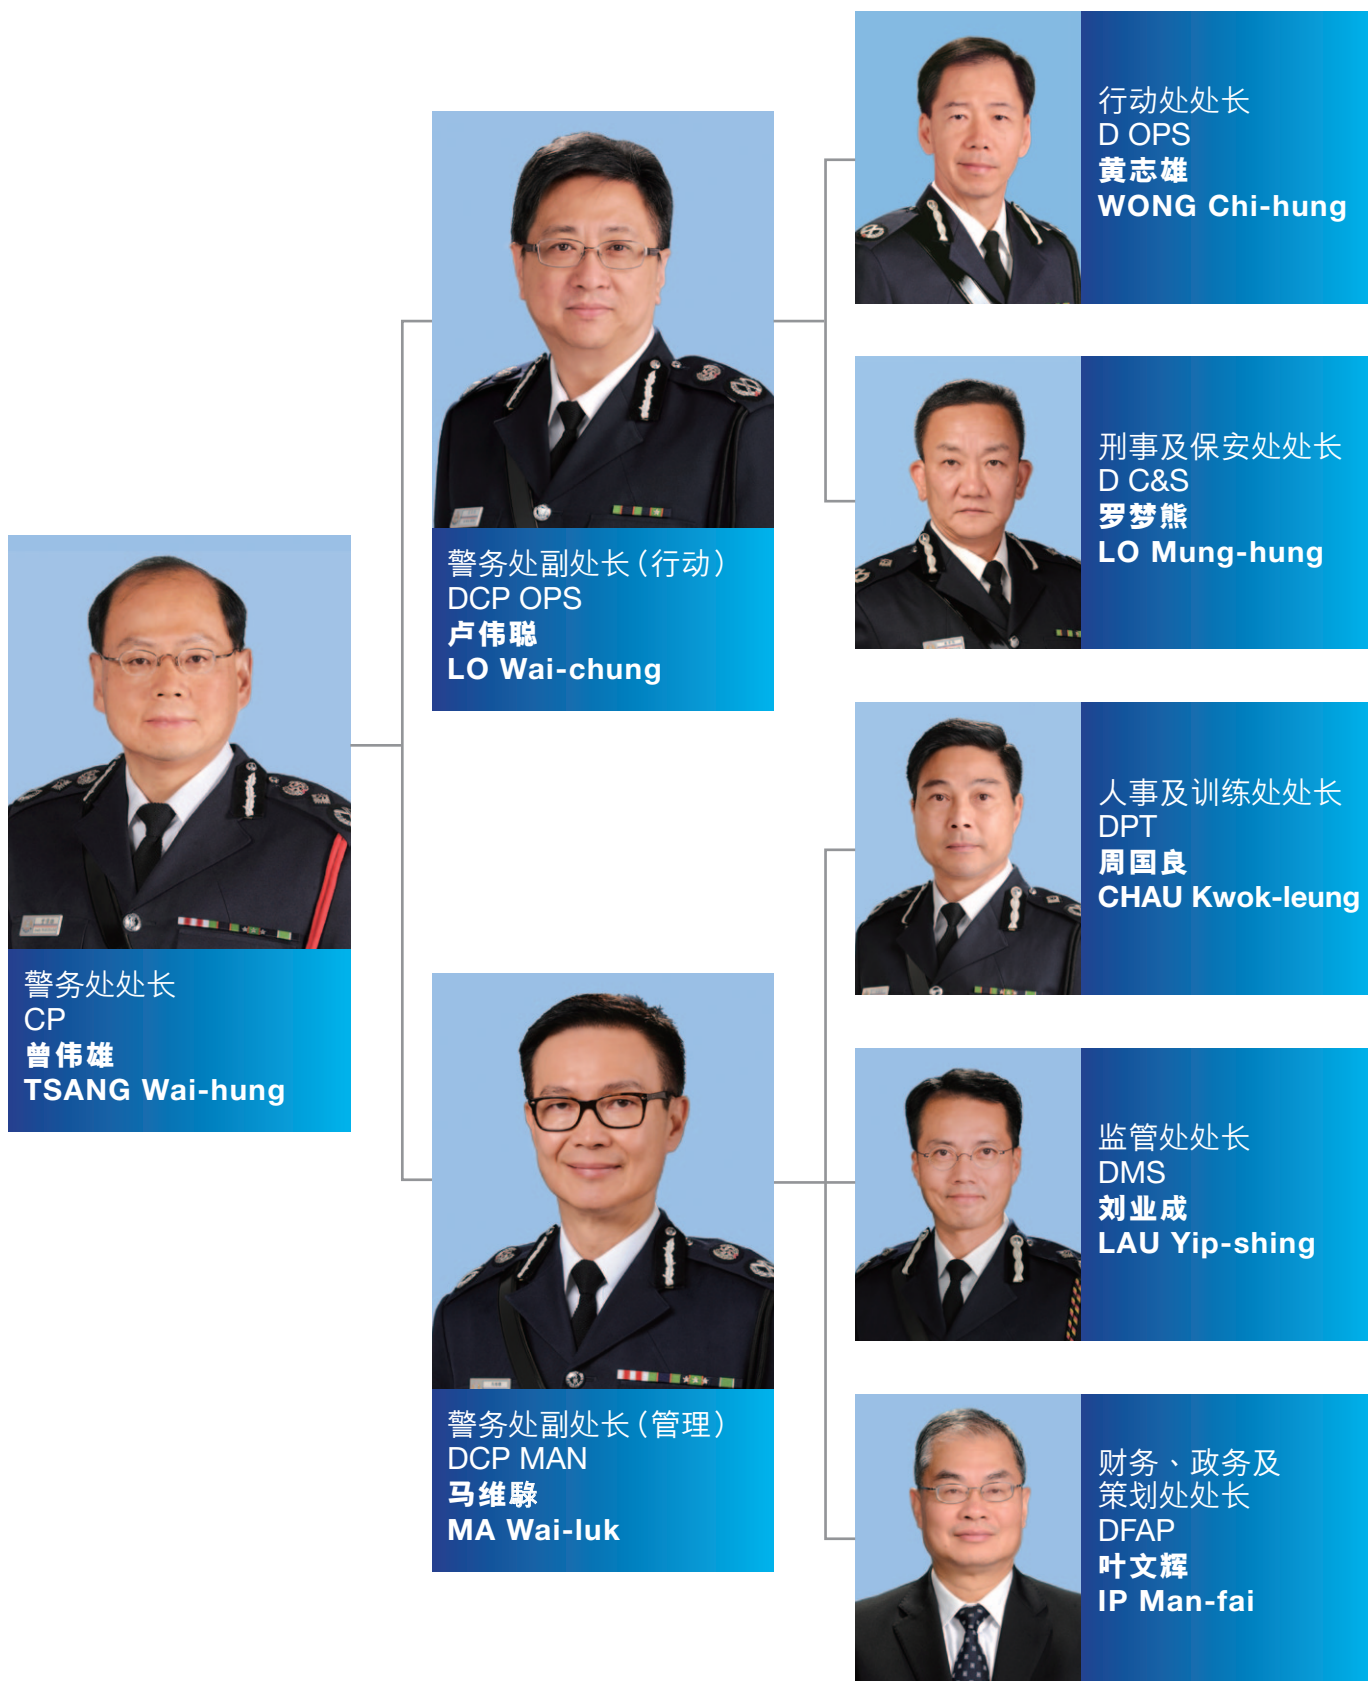 行动处处长
D OPS
黄志雄
WONG Chi-hung
警务处副处长（行动）
DCP OPS
卢伟聪
LO Wai-chung
刑事及保安处处长
D C&S
罗梦熊
LO Mung-hung
警务处处长
CP
曾伟雄
TSANG Wai-hung
人事及训练处处长
DPT
周国良
CHAU Kwok-leung
监管处处长
DMS
刘业成
LAU Yip-shing
警务处副处长（管理）
DCP MAN
马维騄
MA Wai-luk
财务、政务及
策划处处长
DFAP
叶文辉
IP Man-fai